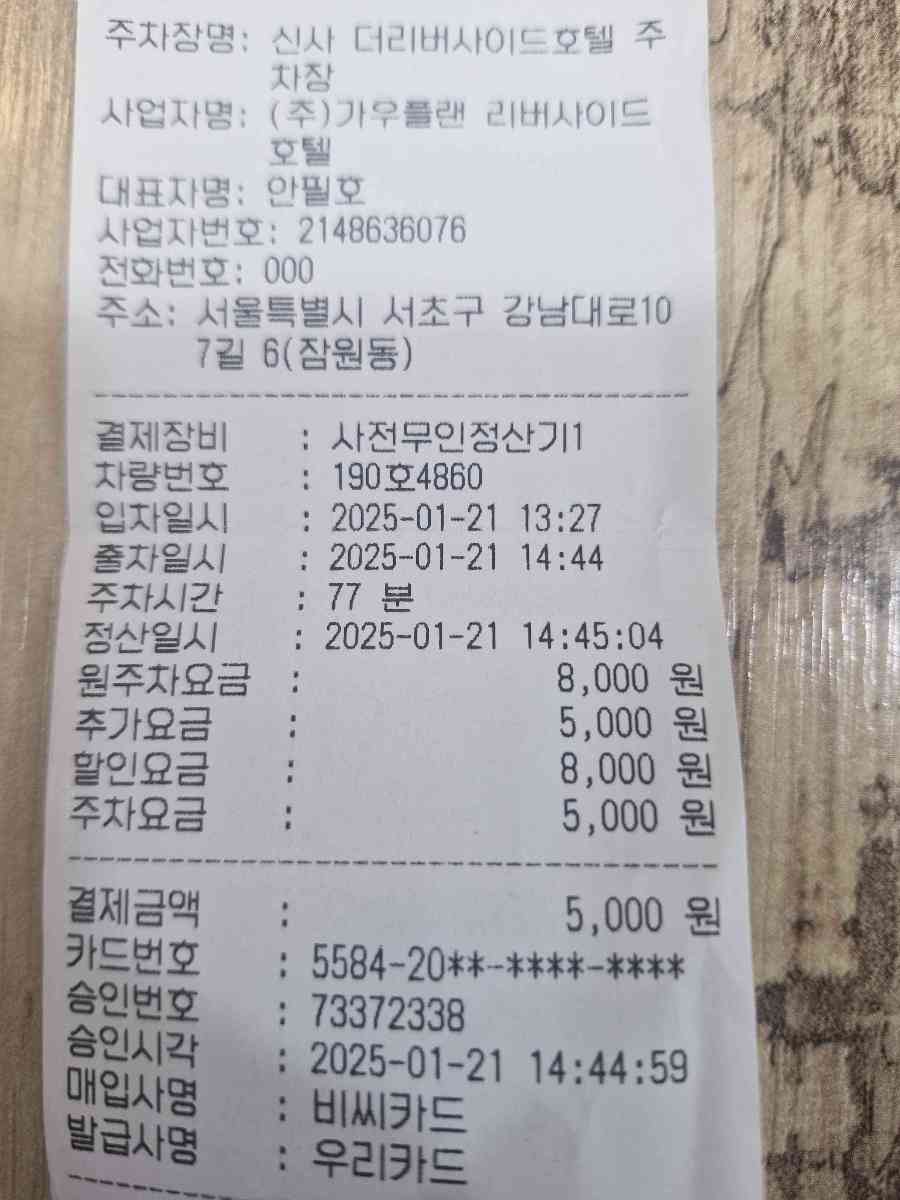 주차장명: 신사 더리버사이드호텔 주
차장
사업자명: (주)가우플랜 리버사이드
호텔
대표자명: 안필호
사업자번호: 2148636076
전화번호: 000
주소: 서울특별시 서초구 강남대로10
7길 6(잠원동)
결제장비 : 사전무인정산기1
차량번호 : 190호4860
입차일시 : 2025-01-21 13:27
출차일시 : 2025-01-21 14:44
주차시간 : 77 분
정산일시 : 2025-01-21 14:45:04
원주차요금 : 8,000 원
추가요금 : 5,000 원
할인요금 : 8,000 원
주차요금 : 5,000 원
결제금액 : 5,000 원
카드번호 : 5584-20**-****-****
승인번호 : 73372338
승인시각 : 2025-01-21 14:44:59
매입사명 : 비씨카드
발급사명 : 우리카드